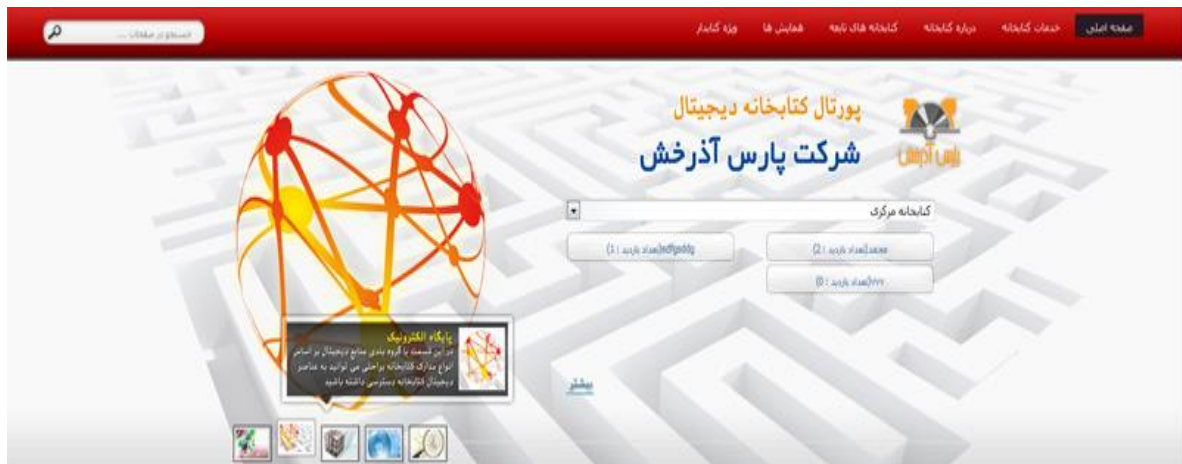 صفحه اصلی
خدمات کتابخانه
درباره کتابخانه
کتابخانه های تابعه
همایش ها
ویژه کتابدار
جستجو در صفحات ...
پورتال کتابخانه دیجیتال
شرکت پارس آذرخش
پارس آذرخش
کتابخانه مرکزی
محمد(تعداد بازدید : 2)
(تعداد بازدید : 1)
۷۷۷(تعداد بازدید : 0)
پایگاه الکترونیک
در این قسمت با گروه بندی منابع دیجیتال بر اساس
انواع مدارک کتابخانه براحتی می توانید به عناصر
دیجیتال کتابخانه دسترسی داشته باشید
بیشتر